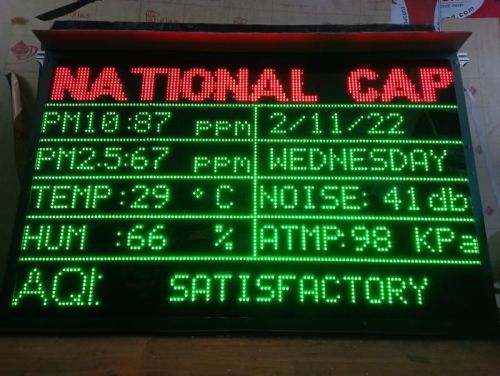 NATIONAL CAP
PM10:87 ppm 2/11/22
PM2.5:67 ppm WEDNESDAY
TEMP:29 °C NOISE: 41db
HUM :66 % ATMP:98 KPa
AQI: SATISFACTORY